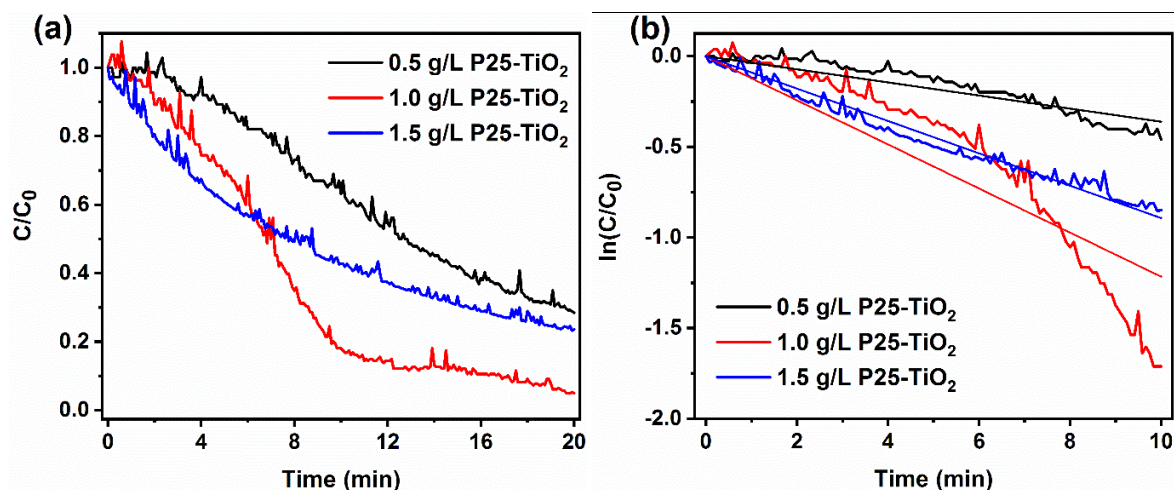 (a)
0.5 g/L P25-TiO₂
1.0 g/L P25-TiO₂
1.5 g/L P25-TiO₂
C/C₀
1.0
0.8
0.6
0.4
0.2
0.0
0
4
8
12
16
20
Time (min)
(b)
ln(C/C₀)
0.0
-0.5
-1.0
-1.5
-2.0
0.5 g/L P25-TiO₂
1.0 g/L P25-TiO₂
1.5 g/L P25-TiO₂
0
2
4
6
8
10
Time (min)